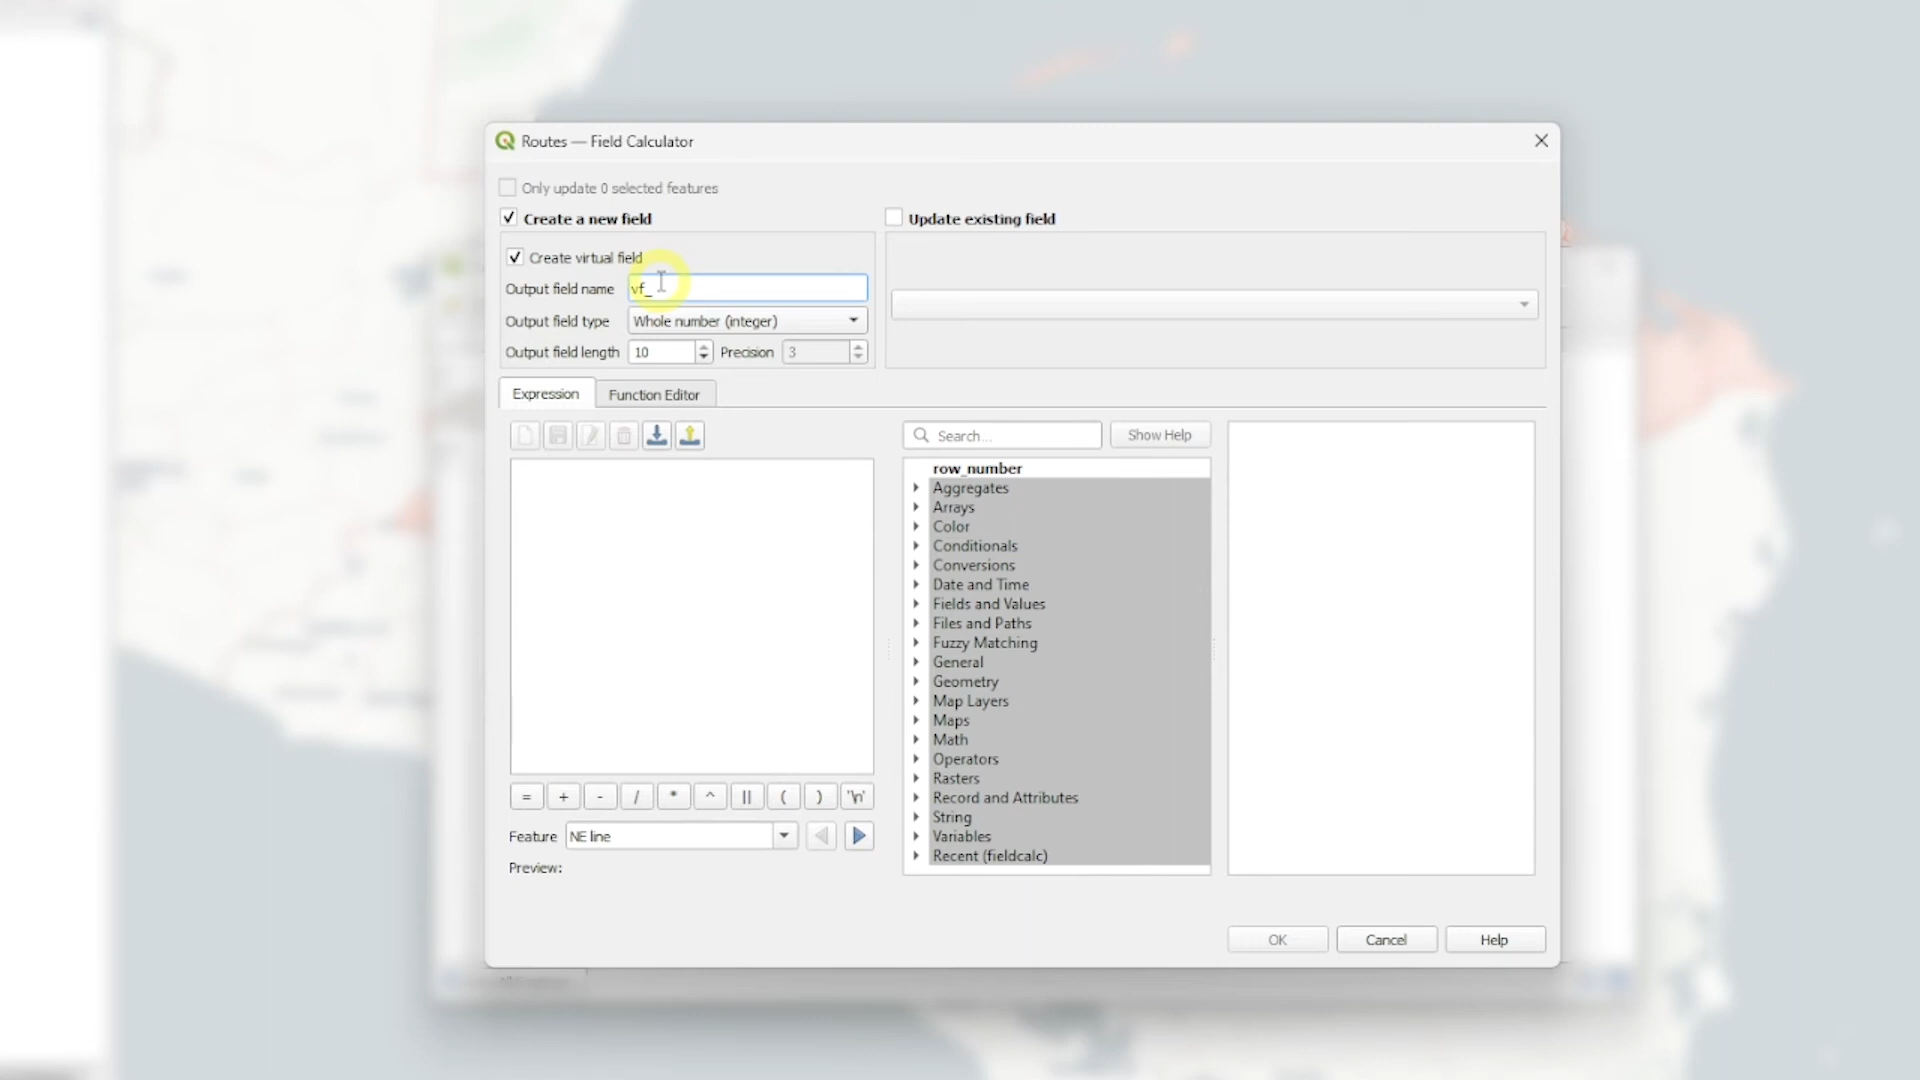 Routes — Field Calculator
Only update 0 selected features
Create a new field
Update existing field
Create virtual field
Output field name vf_
Output field type Whole number (integer)
Output field length 10 Precision 3
Expression Function Editor
Search... Show Help
row_number
Aggregates
Arrays
Color
Conditionals
Conversions
Date and Time
Fields and Values
Files and Paths
Fuzzy Matching
General
Geometry
Map Layers
Maps
Math
Operators
Rasters
Record and Attributes
String
Variables
Recent (fieldcalc)
= + - / * ^ || ( ) '\n'
Feature NE line
Preview:
OK Cancel Help